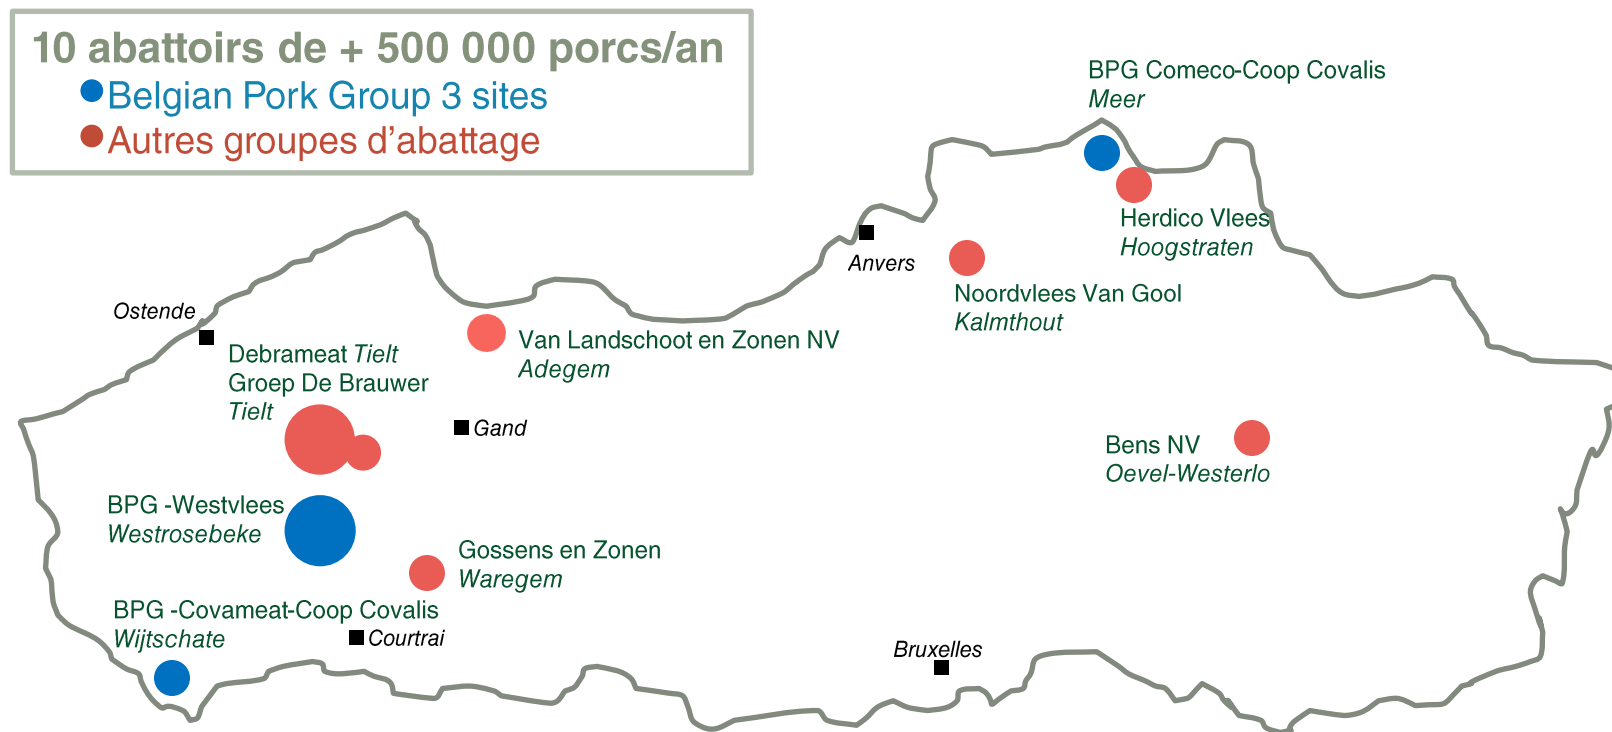 10 abattoirs de + 500 000 porcs/an
Belgian Pork Group 3 sites
Autres groupes d'abattage
BPG Comeco-Coop Covalis
Meer
Herdico Vlees
Hoogstraten
Anvers
Noordvlees Van Gool
Kalmthout
Ostende
Van Landschoot en Zonen NV
Adegem
Debrameat Tielt
Groep De Brauwer
Tielt
Gand
Bens NV
Oevel-Westerlo
BPG -Westvlees
Westrosebeke
Gossens en Zonen
Waregem
BPG -Covameat-Coop Covalis
Wijtschate
Courtrai
Bruxelles